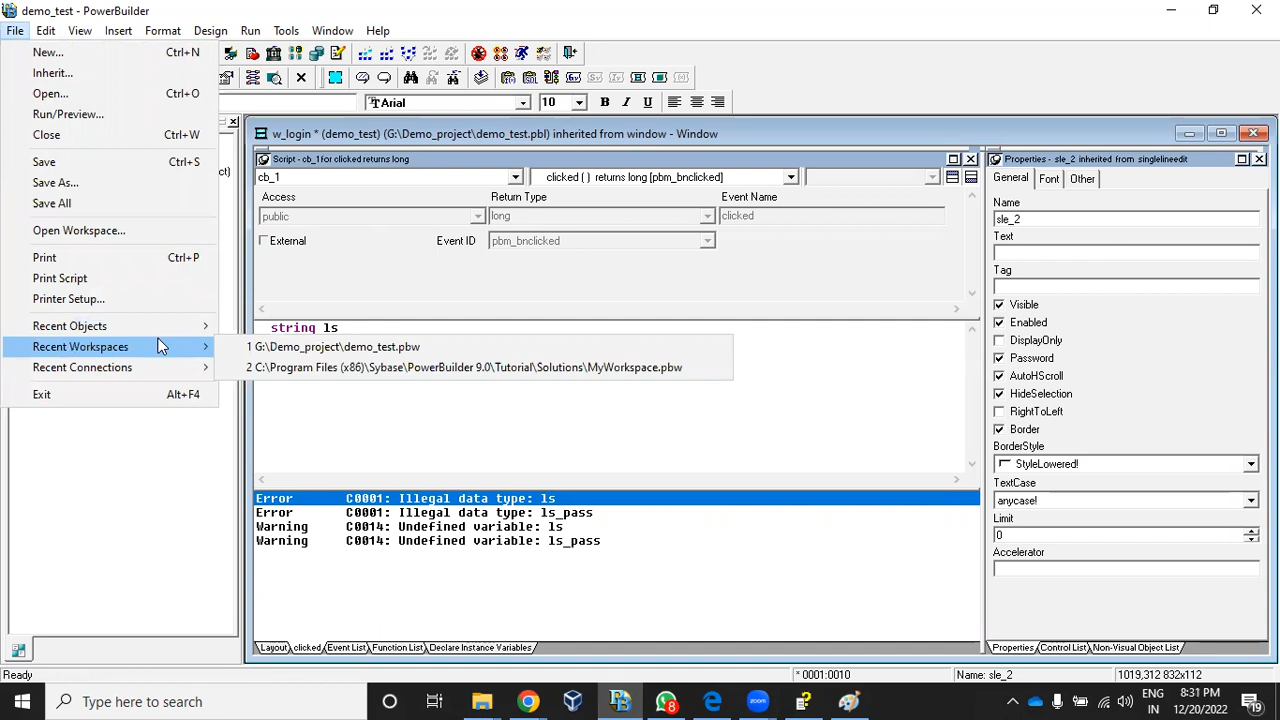 demo_test - PowerBuilder
File Edit View Insert Format Design Run Tools Window Help
New... Ctrl+N
Inherit...
Open... Ctrl+O
Run/Preview...
Close Ctrl+W
Save Ctrl+S
Save As...
Save All
Open Workspace...
Print Ctrl+P
Print Script
Printer Setup...
Recent Objects
Recent Workspaces
Recent Connections
Exit Alt+F4
1 G:\Demo_project\demo_test.pbw
2 C:\Program Files (x86)\Sybase\PowerBuilder 9.0\Tutorial\Solutions\MyWorkspace.pbw
Arial 10 B I U
w_login * (demo_test) (G:\Demo_project\demo_test.pbl) inherited from window - Window
Script - cb_1 for clicked returns long
cb_1 clicked ( ) returns long [pbm_bnclicked]
Access Return Type Event Name
public long clicked
External Event ID pbm_bnclicked
string ls
Error C0001: Illegal data type: ls
Error C0001: Illegal data type: ls_pass
Warning C0014: Undefined variable: ls
Warning C0014: Undefined variable: ls_pass
Layout clicked Event List Function List Declare Instance Variables
Properties - sle_2 inherited from singlelineedit
General Font Other
Name
sle_2
Text
Tag
Visible
Enabled
DisplayOnly
Password
AutoHScroll
HideSelection
RightToLeft
Border
BorderStyle
StyleLowered!
TextCase
anycase!
Limit
0
Accelerator
Properties Control List Non-Visual Object List
Ready * 0001:0010 Name: sle_2 1019,312 832x112
Type here to search
8
ENG
IN
8:31 PM
12/20/2022
19